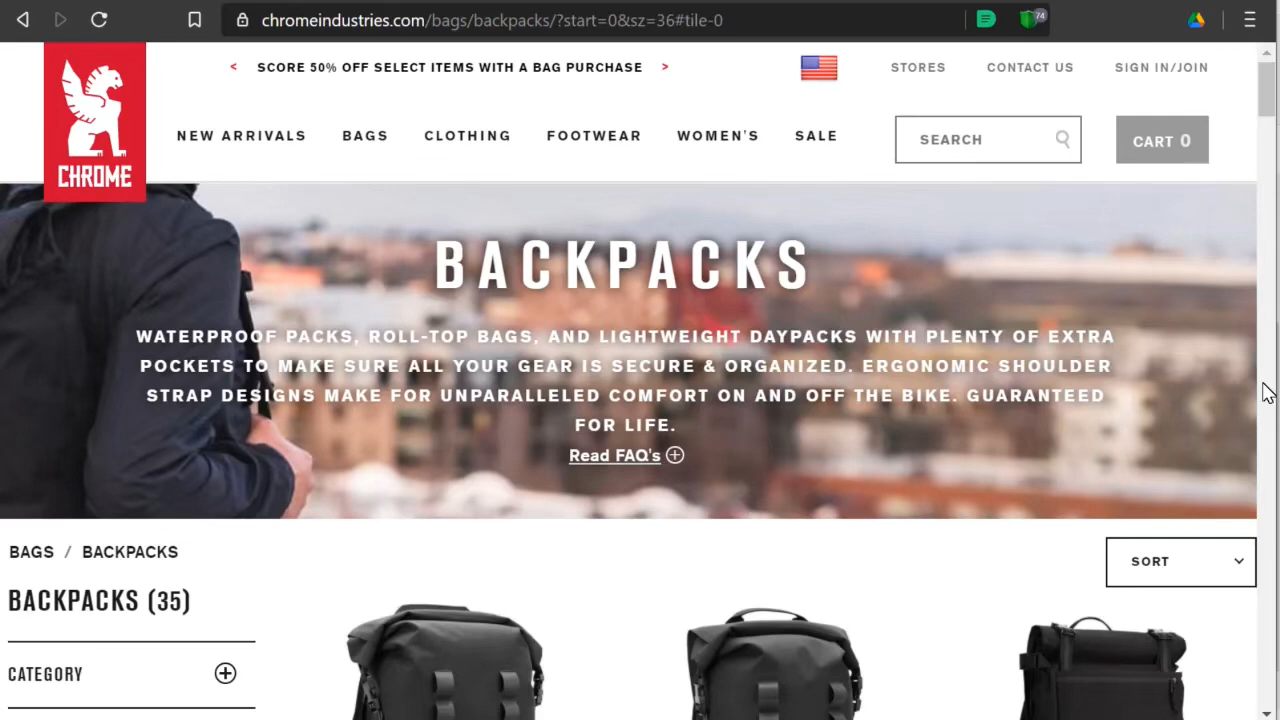 chromeindustries.com/bags/backpacks/?start=0&sz=36#tile-0
74
< SCORE 50% OFF SELECT ITEMS WITH A BAG PURCHASE >
STORES
CONTACT US
SIGN IN/JOIN
CHROME
NEW ARRIVALS
BAGS
CLOTHING
FOOTWEAR
WOMEN'S
SALE
SEARCH
CART 0
BACKPACKS
WATERPROOF PACKS, ROLL-TOP BAGS, AND LIGHTWEIGHT DAYPACKS WITH PLENTY OF EXTRA
POCKETS TO MAKE SURE ALL YOUR GEAR IS SECURE & ORGANIZED. ERGONOMIC SHOULDER
STRAP DESIGNS MAKE FOR UNPARALLELED COMFORT ON AND OFF THE BIKE. GUARANTEED
FOR LIFE.
Read FAQ's
BAGS / BACKPACKS
SORT
BACKPACKS (35)
CATEGORY